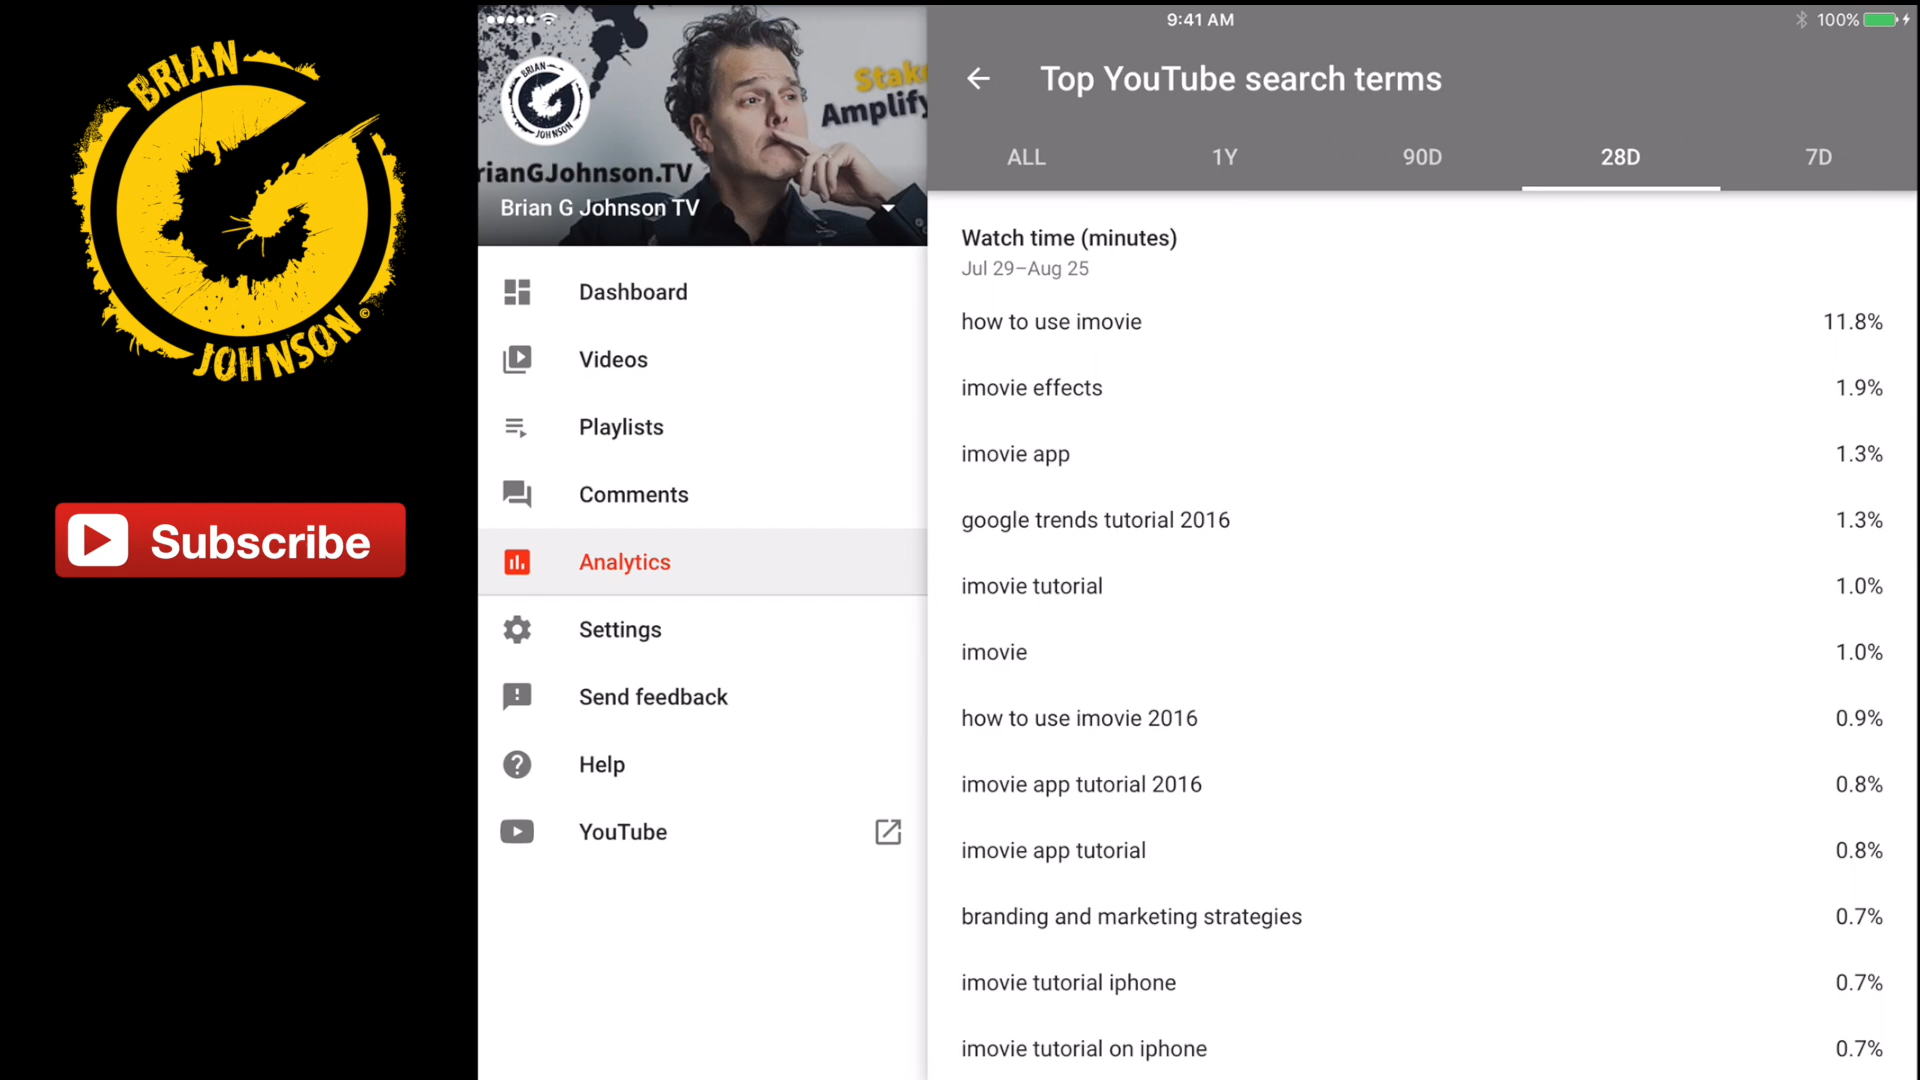 BRIAN
JOHNSON
©
Subscribe
BRIAN
JOHNSON
Amplify
rianGJohnson.TV
Brian G Johnson TV
Dashboard
Videos
Playlists
Comments
Analytics
Settings
Send feedback
Help
YouTube
9:41 AM
100%
Top YouTube search terms
ALL 1Y 90D 28D 7D
Watch time (minutes)
Jul 29–Aug 25
how to use imovie 11.8%
imovie effects 1.9%
imovie app 1.3%
google trends tutorial 2016 1.3%
imovie tutorial 1.0%
imovie 1.0%
how to use imovie 2016 0.9%
imovie app tutorial 2016 0.8%
imovie app tutorial 0.8%
branding and marketing strategies 0.7%
imovie tutorial iphone 0.7%
imovie tutorial on iphone 0.7%